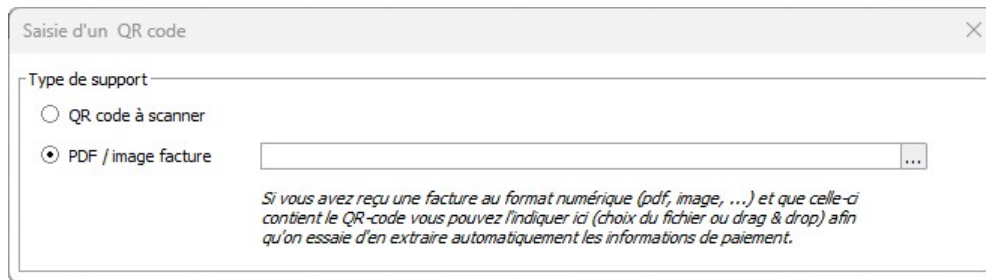 Saisie d'un QR code
Type de support
QR code à scanner
PDF / image facture
...
Si vous avez reçu une facture au format numérique (pdf, image, ...) et que celle-ci
contient le QR-code vous pouvez l'indiquer ici (choix du fichier ou drag & drop) afin
qu'on essaie d'en extraire automatiquement les informations de paiement.